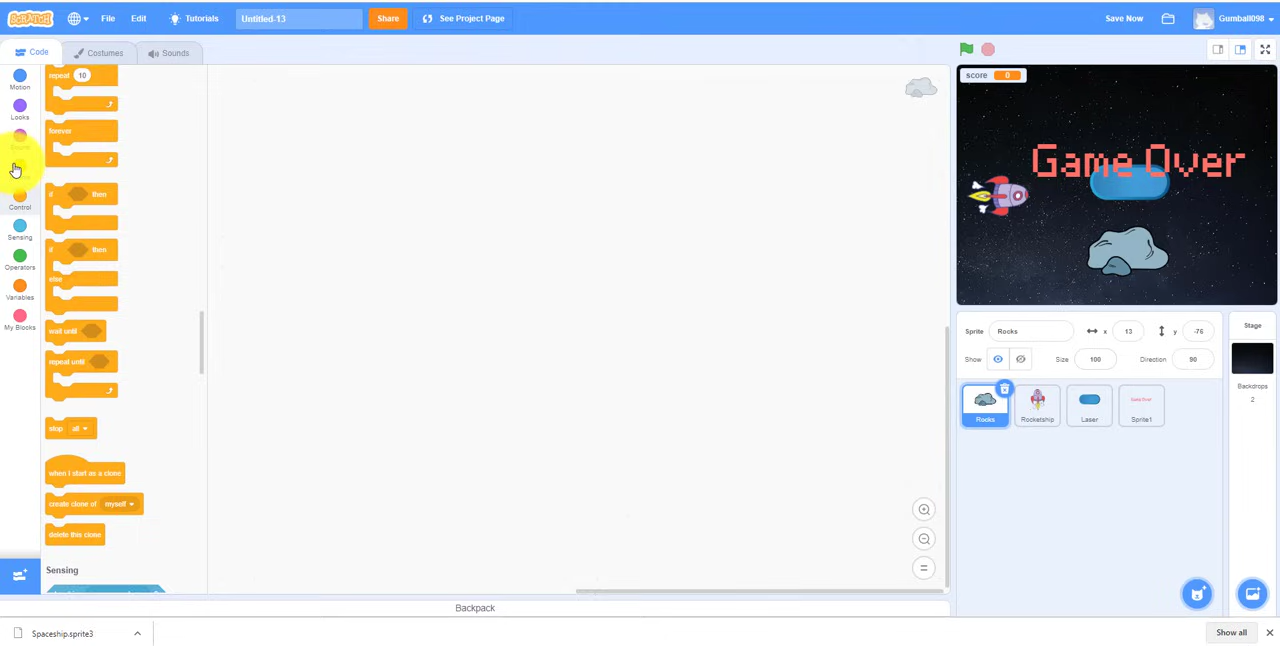 SCRATCH File Edit Tutorials Untitled-13 Share See Project Page Save Now Gumball098
Code Costumes Sounds
Motion
Looks
Control
Sensing
Operators
Variables
My Blocks
repeat 10
forever
if then
if then
else
wait until
repeat until
stop all
when I start as a clone
create clone of myself
delete this clone
Sensing
Backpack
score 0
Game Over
Sprite Rocks x 13 y -76
Show Size 100 Direction 90
Rocks Rocketship Laser Sprite1
Game Over
Stage
Backdrops
2
Spaceship.sprite3 Show all